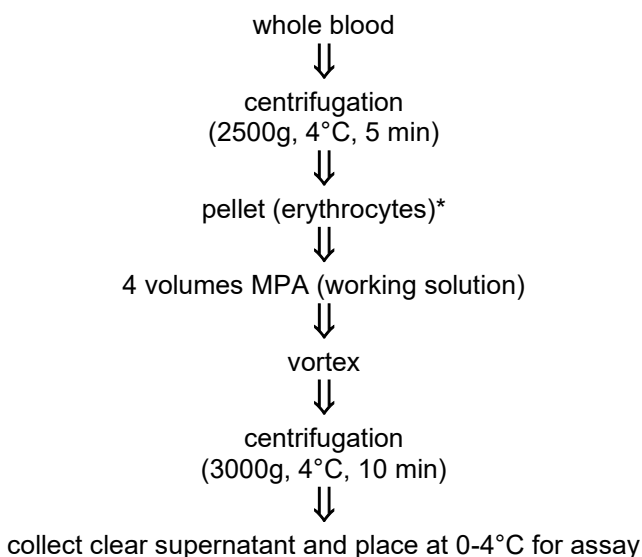 whole blood
⇓
centrifugation
(2500g, 4°C, 5 min)
⇓
pellet (erythrocytes)*
⇓
4 volumes MPA (working solution)
⇓
vortex
⇓
centrifugation
(3000g, 4°C, 10 min)
⇓
collect clear supernatant and place at 0-4°C for assay